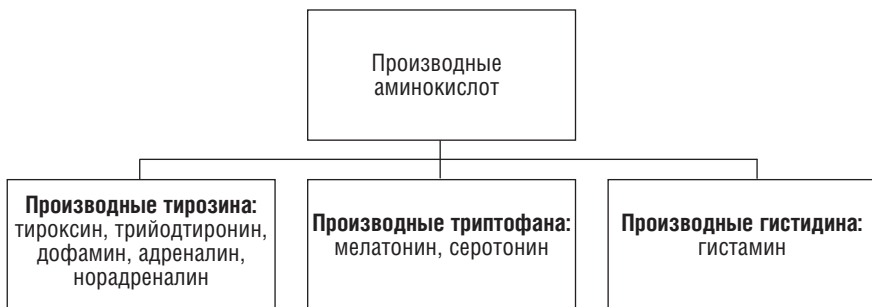 Производные
аминокислот
Производные тирозина:
тироксин, трийодтиронин,
дофамин, адреналин,
норадреналин
Производные триптофана:
мелатонин, серотонин
Производные гистидина:
гистамин